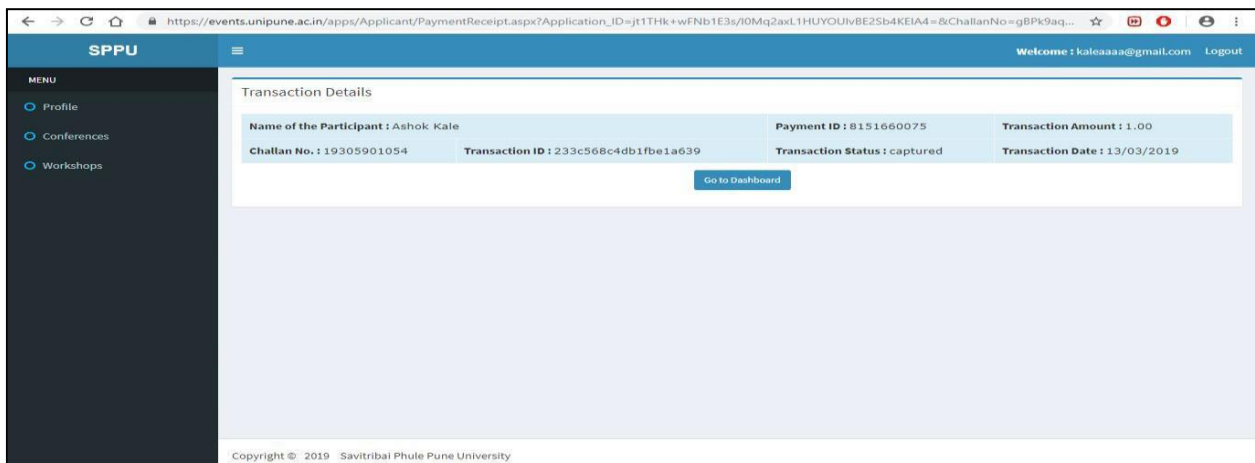 https://events.unipune.ac.in/apps/Applicant/PaymentReceipt.aspx?Application_ID=jt1THk+wFNb1E3s/I0Mq2axL1HUYOUIvBE2Sb4KEIA4=&ChallanNo=gBPk9aq...
SPPU
Welcome : kaleaaaa@gmail.com Logout
MENU
Profile
Conferences
Workshops
Transaction Details
Name of the Participant : Ashok Kale Payment ID : 8151660075 Transaction Amount : 1.00
Challan No. : 19305901054 Transaction ID : 233c568c4db1fbe1a639 Transaction Status : captured Transaction Date : 13/03/2019
Go to Dashboard
Copyright © 2019 Savitribai Phule Pune University